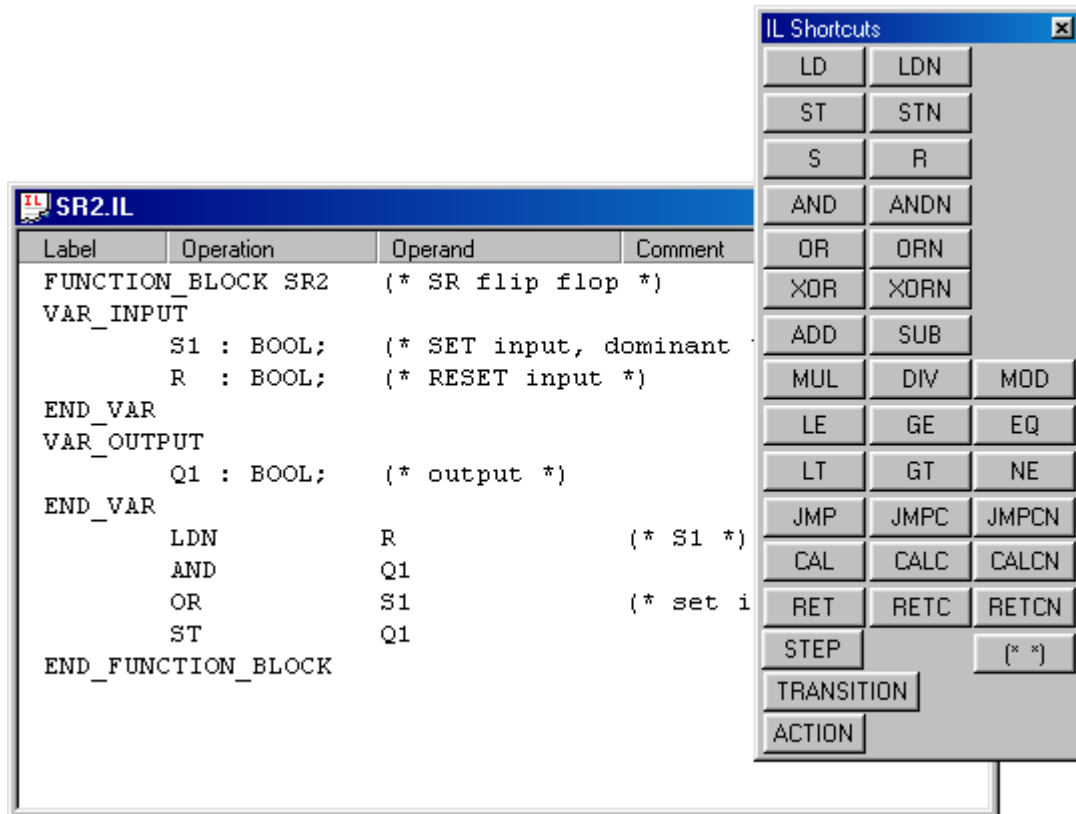 IL Shortcuts
LD LDN
ST STN
S R
AND ANDN
OR ORN
XOR XORN
ADD SUB
MUL DIV MOD
LE GE EQ
LT GT NE
JMP JMPC JMPCN
CAL CALC CALCN
RET RETC RETCN
STEP (* *)
TRANSITION
ACTION
IL SR2.IL
Label Operation Operand Comment
FUNCTION_BLOCK SR2 (* SR flip flop *)
VAR_INPUT
S1 : BOOL; (* SET input, dominant
R : BOOL; (* RESET input *)
END_VAR
VAR_OUTPUT
Q1 : BOOL; (* output *)
END_VAR
LDN R (* S1 *)
AND Q1
OR S1 (* set i
ST Q1
END_FUNCTION_BLOCK